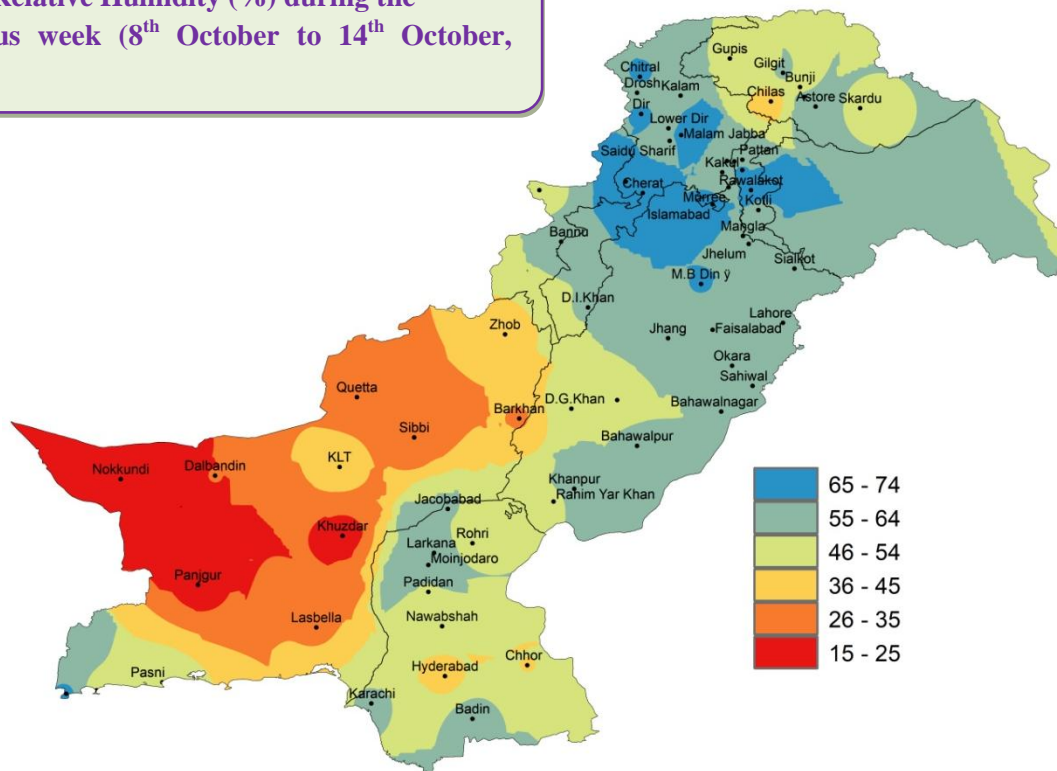 Relative Humidity (%) during the
us week (8th October to 14th October,
Gupis
Gilgit
Chitral
Bunji
Drosh Kalam
Chilas
Astore Skardu
Dir
Lower Dir
Malam Jabba
Saidu Sharif
Pattan
Kakul
Cherat
Rawalakot
Morree
Kotli
Islamabad
Mangla
Bannu
Jhelum
Sialkot
M.B Din ÿ
D.I.Khan
Lahore
Zhob
Jhang
Faisalabad
Okara
Sahiwal
Quetta
D.G.Khan
Bahawalnagar
Barkhan
Sibbi
Bahawalpur
KLT
Nokkundi
Dalbandin
Khanpur
Rahim Yar Khan
Jacobabad
Khuzdar
Rohri
Larkana
Moinjodaro
Panjgur
Padidan
Lasbella
Nawabshah
Chhor
Hyderabad
Pasni
Karachi
Badin
65 - 74
55 - 64
46 - 54
36 - 45
26 - 35
15 - 25